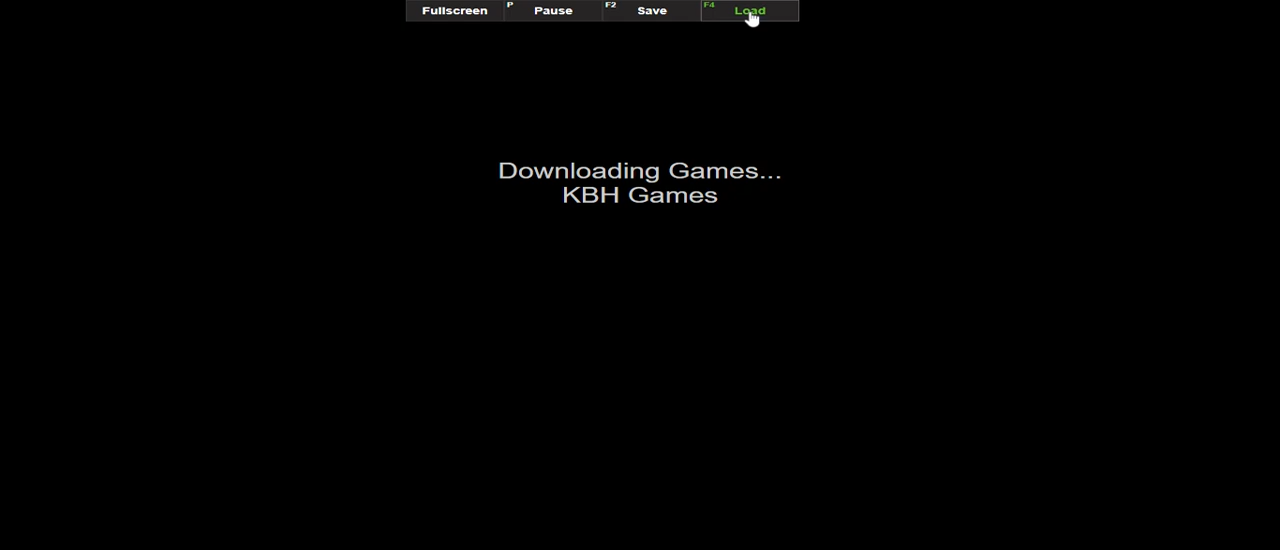 Fullscreen
P Pause
F2 Save
F4 Load
Downloading Games...
KBH Games